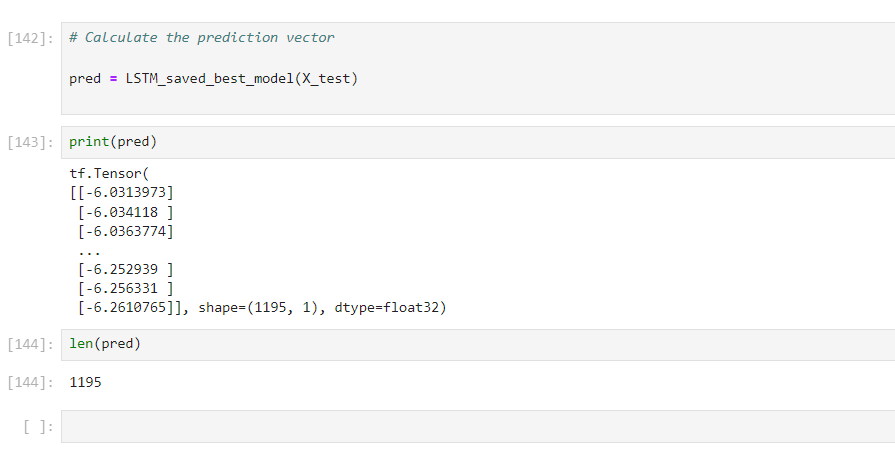 [142]: # Calculate the prediction vector
pred = LSTM_saved_best_model(X_test)
[143]: print(pred)
tf.Tensor(
[[-6.0313973]
[-6.034118 ]
[-6.0363774]
...
[-6.252939 ]
[-6.256331 ]
[-6.2610765]], shape=(1195, 1), dtype=float32)
[144]: len(pred)
[144]: 1195
[ ]: